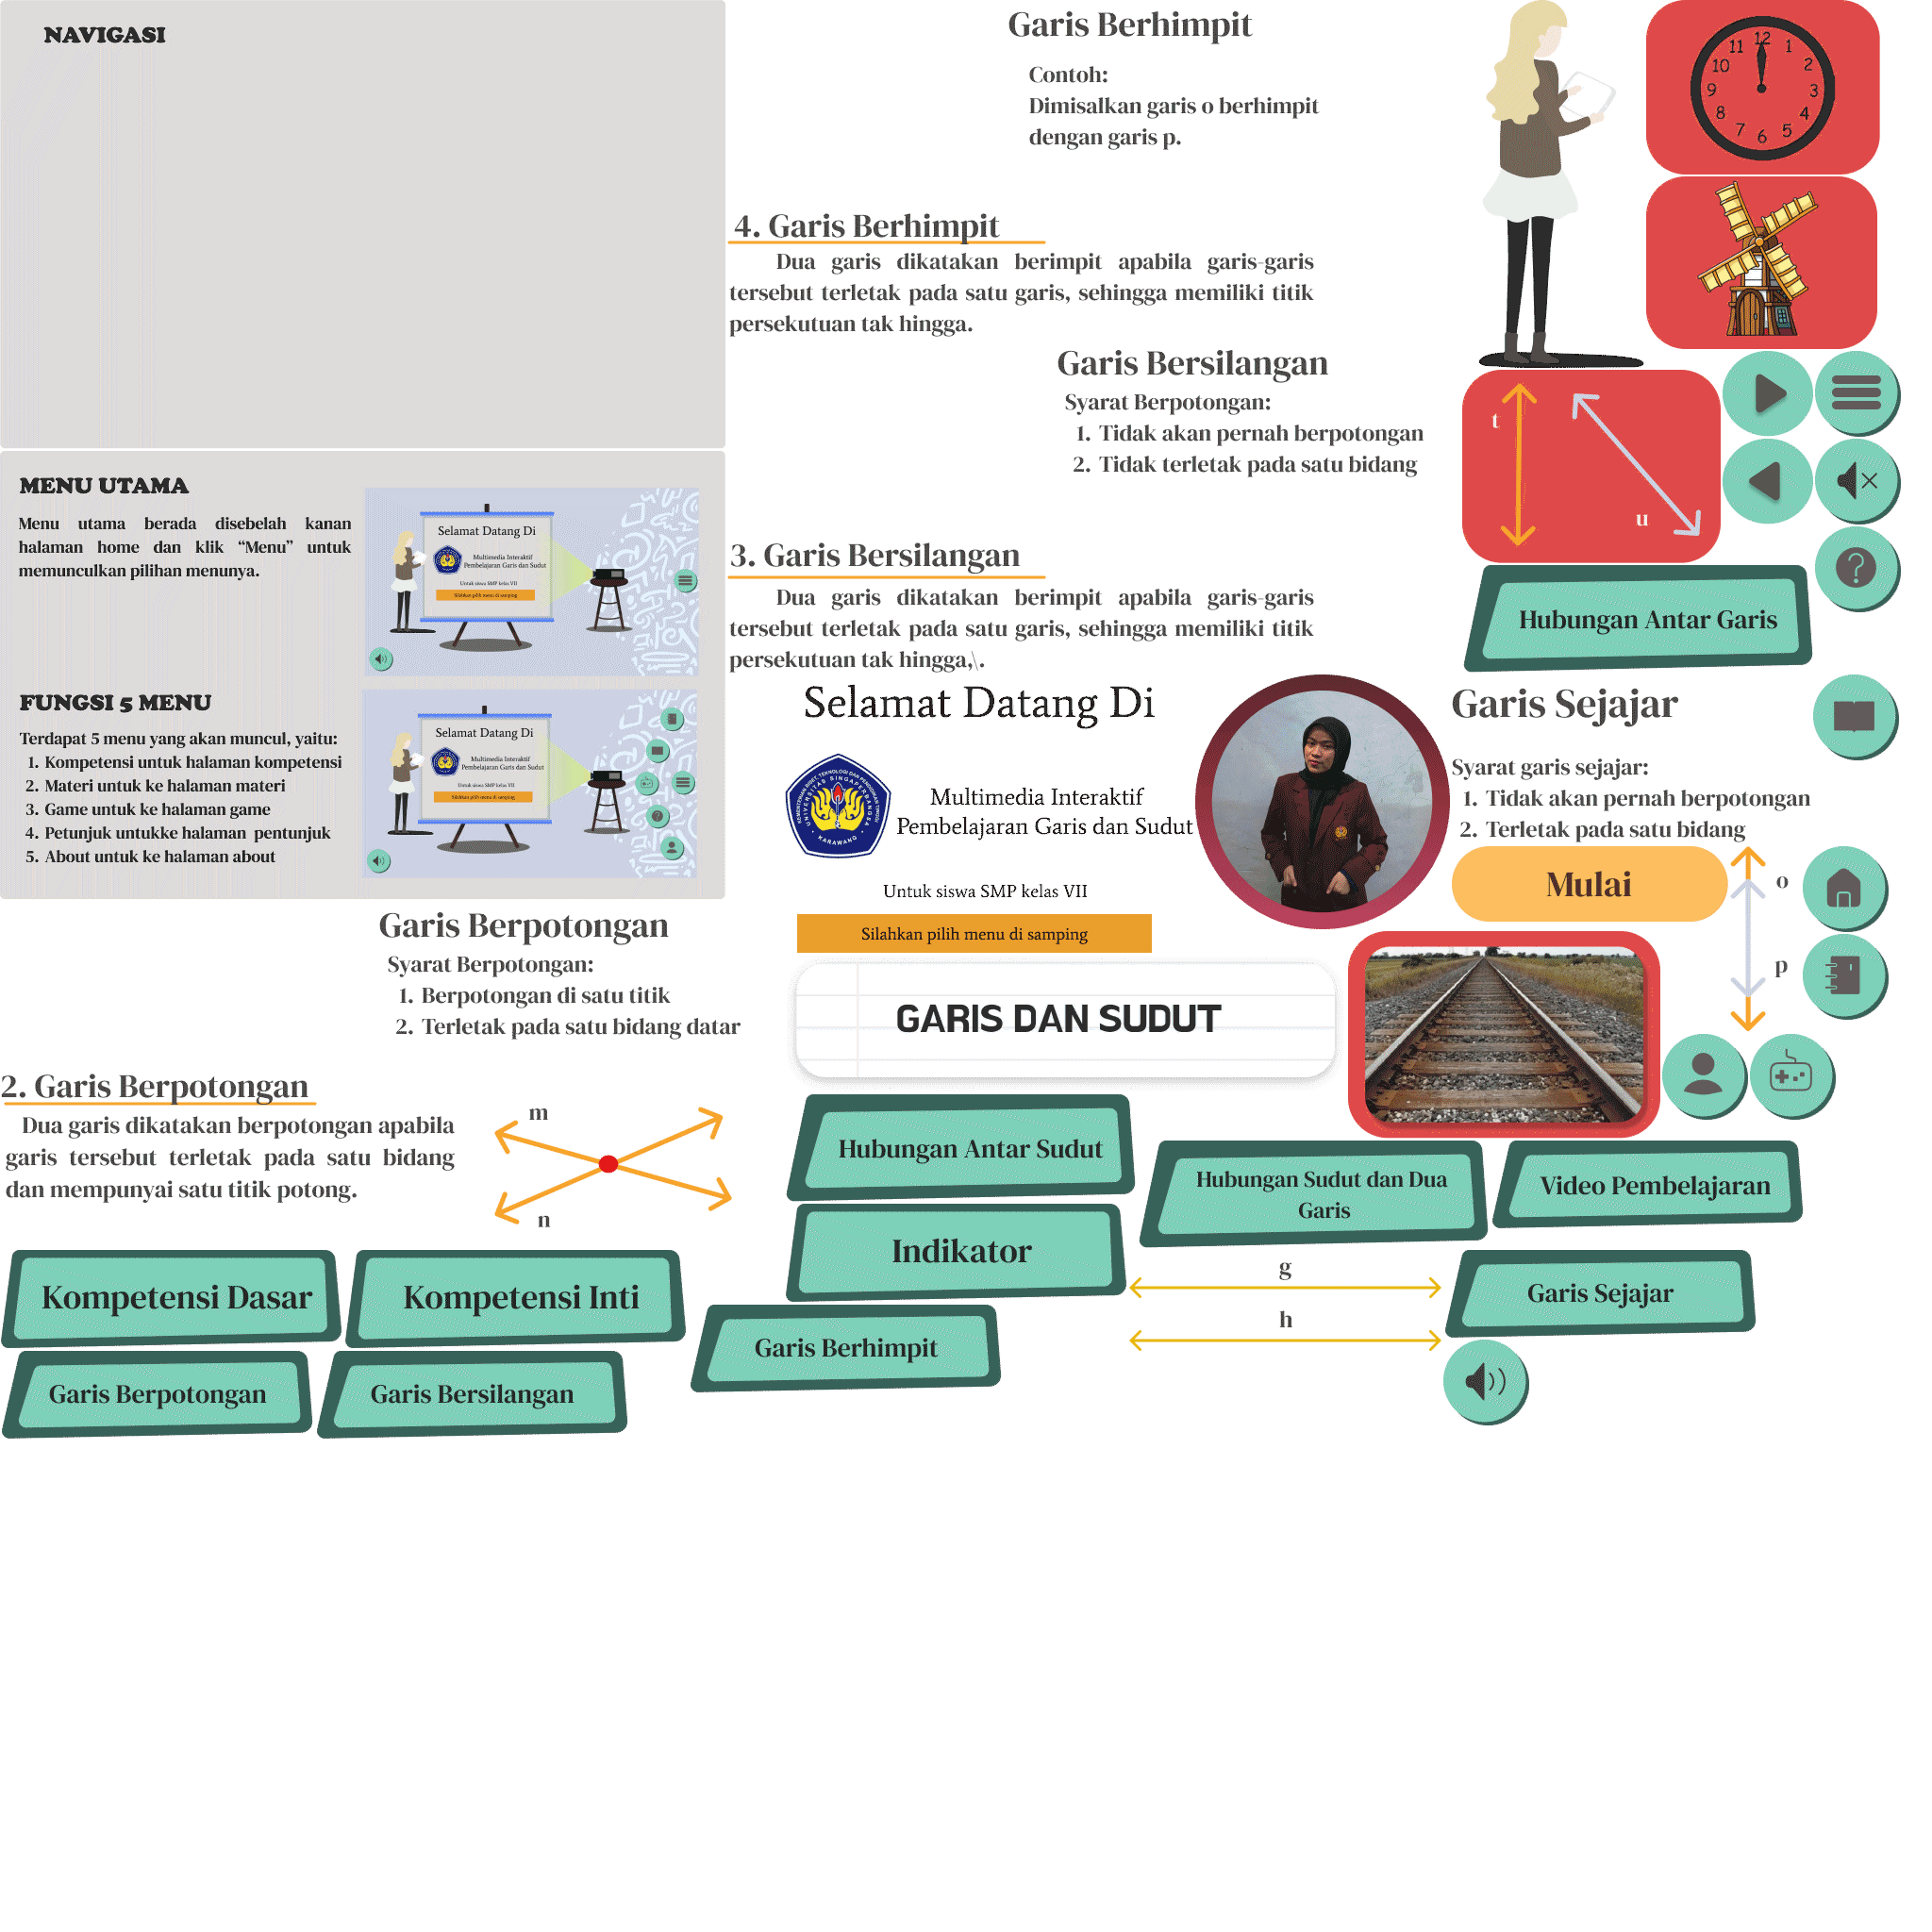 NAVIGASI
MENU UTAMA
Menu utama berada disebelah kanan
halaman home dan klik “Menu” untuk
memunculkan pilihan menunya.
Selamat Datang Di
Multimedia Interaktif
Pembelajaran Garis dan Sudut
Untuk siswa SMP kelas VII
Silahkan pilih menu di samping
FUNGSI 5 MENU
Terdapat 5 menu yang akan muncul, yaitu:
1. Kompetensi untuk halaman kompetensi
2. Materi untuk ke halaman materi
3. Game untuk ke halaman game
4. Petunjuk untukke halaman pentunjuk
5. About untuk ke halaman about
Selamat Datang Di
Multimedia Interaktif
Pembelajaran Garis dan Sudut
Untuk siswa SMP kelas VII
Silahkan pilih menu di samping
Garis Berhimpit
Contoh:
Dimisalkan garis o berhimpit
dengan garis p.
4. Garis Berhimpit
Dua garis dikatakan berimpit apabila garis-garis
tersebut terletak pada satu garis, sehingga memiliki titik
persekutuan tak hingga.
Garis Bersilangan
Syarat Berpotongan:
1. Tidak akan pernah berpotongan
2. Tidak terletak pada satu bidang
3. Garis Bersilangan
Dua garis dikatakan berimpit apabila garis-garis
tersebut terletak pada satu garis, sehingga memiliki titik
persekutuan tak hingga,\.
12
1
2
3
4
5
6
7
8
9
10
11
t
u
?
Hubungan Antar Garis
Selamat Datang Di
KEMENTERIAN RISET, TEKNOLOGI DAN PENDIDIKAN TINGGI
UNIVERSITAS SINGAPERBANGSA
KARAWANG
Multimedia Interaktif
Pembelajaran Garis dan Sudut
Untuk siswa SMP kelas VII
Silahkan pilih menu di samping
Garis Sejajar
Syarat garis sejajar:
1. Tidak akan pernah berpotongan
2. Terletak pada satu bidang
Mulai
o
p
GARIS DAN SUDUT
Garis Berpotongan
Syarat Berpotongan:
1. Berpotongan di satu titik
2. Terletak pada satu bidang datar
2. Garis Berpotongan
Dua garis dikatakan berpotongan apabila
garis tersebut terletak pada satu bidang
dan mempunyai satu titik potong.
m
n
Hubungan Antar Sudut
Hubungan Sudut dan Dua
Garis
Video Pembelajaran
Indikator
g
h
Garis Sejajar
Kompetensi Dasar
Kompetensi Inti
Garis Berhimpit
Garis Berpotongan
Garis Bersilangan